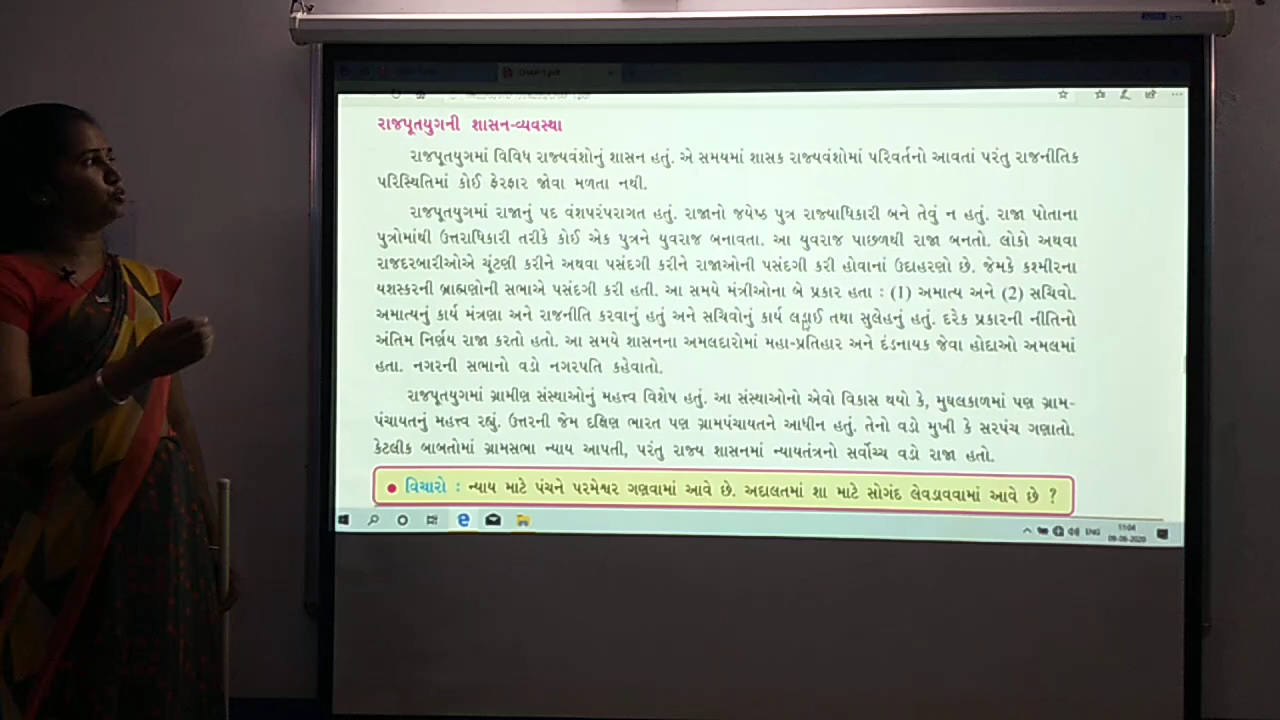 રાજપૂતયુગની શાસન-વ્યવસ્થા
રાજપૂતયુગમાં વિવિધ રાજ્યવંશોનું શાસન હતું. એ સમયમાં શાસક રાજ્યવંશોમાં પરિવર્તનો આવતાં પરંતુ રાજનીતિક
પરિસ્થિતિમાં કોઈ ફેરફાર જોવા મળતા નથી.
રાજપૂતયુગમાં રાજાનું પદ વંશપરંપરાગત હતું. રાજાનો જયેષ્ઠ પુત્ર રાજ્યાધિકારી બને તેવું ન હતું. રાજા પોતાના
પુત્રોમાંથી ઉત્તરાધિકારી તરીકે કોઈ એક પુત્રને યુવરાજ બનાવતા. આ યુવરાજ પાછળથી રાજા બનતો. લોકો અથવા
રાજદરબારીઓએ ચૂંટણી કરીને અથવા પસંદગી કરીને રાજાઓની પસંદગી કરી હોવાનાં ઉદાહરણો છે. જેમકે કશ્મીરના
યશસ્કરની બ્રાહ્મણોની સભાએ પસંદગી કરી હતી. આ સમયે મંત્રીઓના બે પ્રકાર હતા : (1) અમાત્ય અને (2) સચિવો.
અમાત્યનું કાર્ય મંત્રણા અને રાજનીતિ કરવાનું હતું અને સચિવોનું કાર્ય લડાઈ તથા સુલેહનું હતું. દરેક પ્રકારની નીતિનો
અંતિમ નિર્ણય રાજા કરતો હતો. આ સમયે શાસનના અમલદારોમાં મહા-પ્રતિહાર અને દંડનાયક જેવા હોદાઓ અમલમાં
હતા. નગરની સભાનો વડો નગરપતિ કહેવાતો.
રાજપૂતયુગમાં ગ્રામીણ સંસ્થાઓનું મહત્ત્વ વિશેષ હતું. આ સંસ્થાઓનો એવો વિકાસ થયો કે, મુઘલકાળમાં પણ ગ્રામ-
પંચાયતનું મહત્ત્વ રહ્યું. ઉત્તરની જેમ દક્ષિણ ભારત પણ ગ્રામપંચાયતને આધીન હતું. તેનો વડો મુખી કે સરપંચ ગણાતો.
કેટલીક બાબતોમાં ગ્રામસભા ન્યાય આપતી, પરંતુ રાજ્ય શાસનમાં ન્યાયતંત્રનો સર્વોચ્ચ વડો રાજા હતો.
● વિચારો : ન્યાય માટે પંચને પરમેશ્વર ગણવામાં આવે છે. અદાલતમાં શા માટે સોગંદ લેવડાવવામાં આવે છે ?
ENG
11:04
09-06-2020